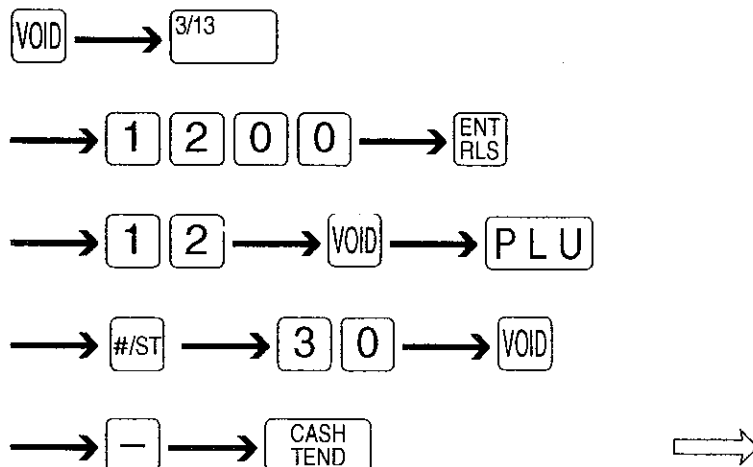 VOID 3/13
1 2 0 0 ENT RLS
1 2 VOID PLU
#/ST 3 0 VOID
− CASH TEND